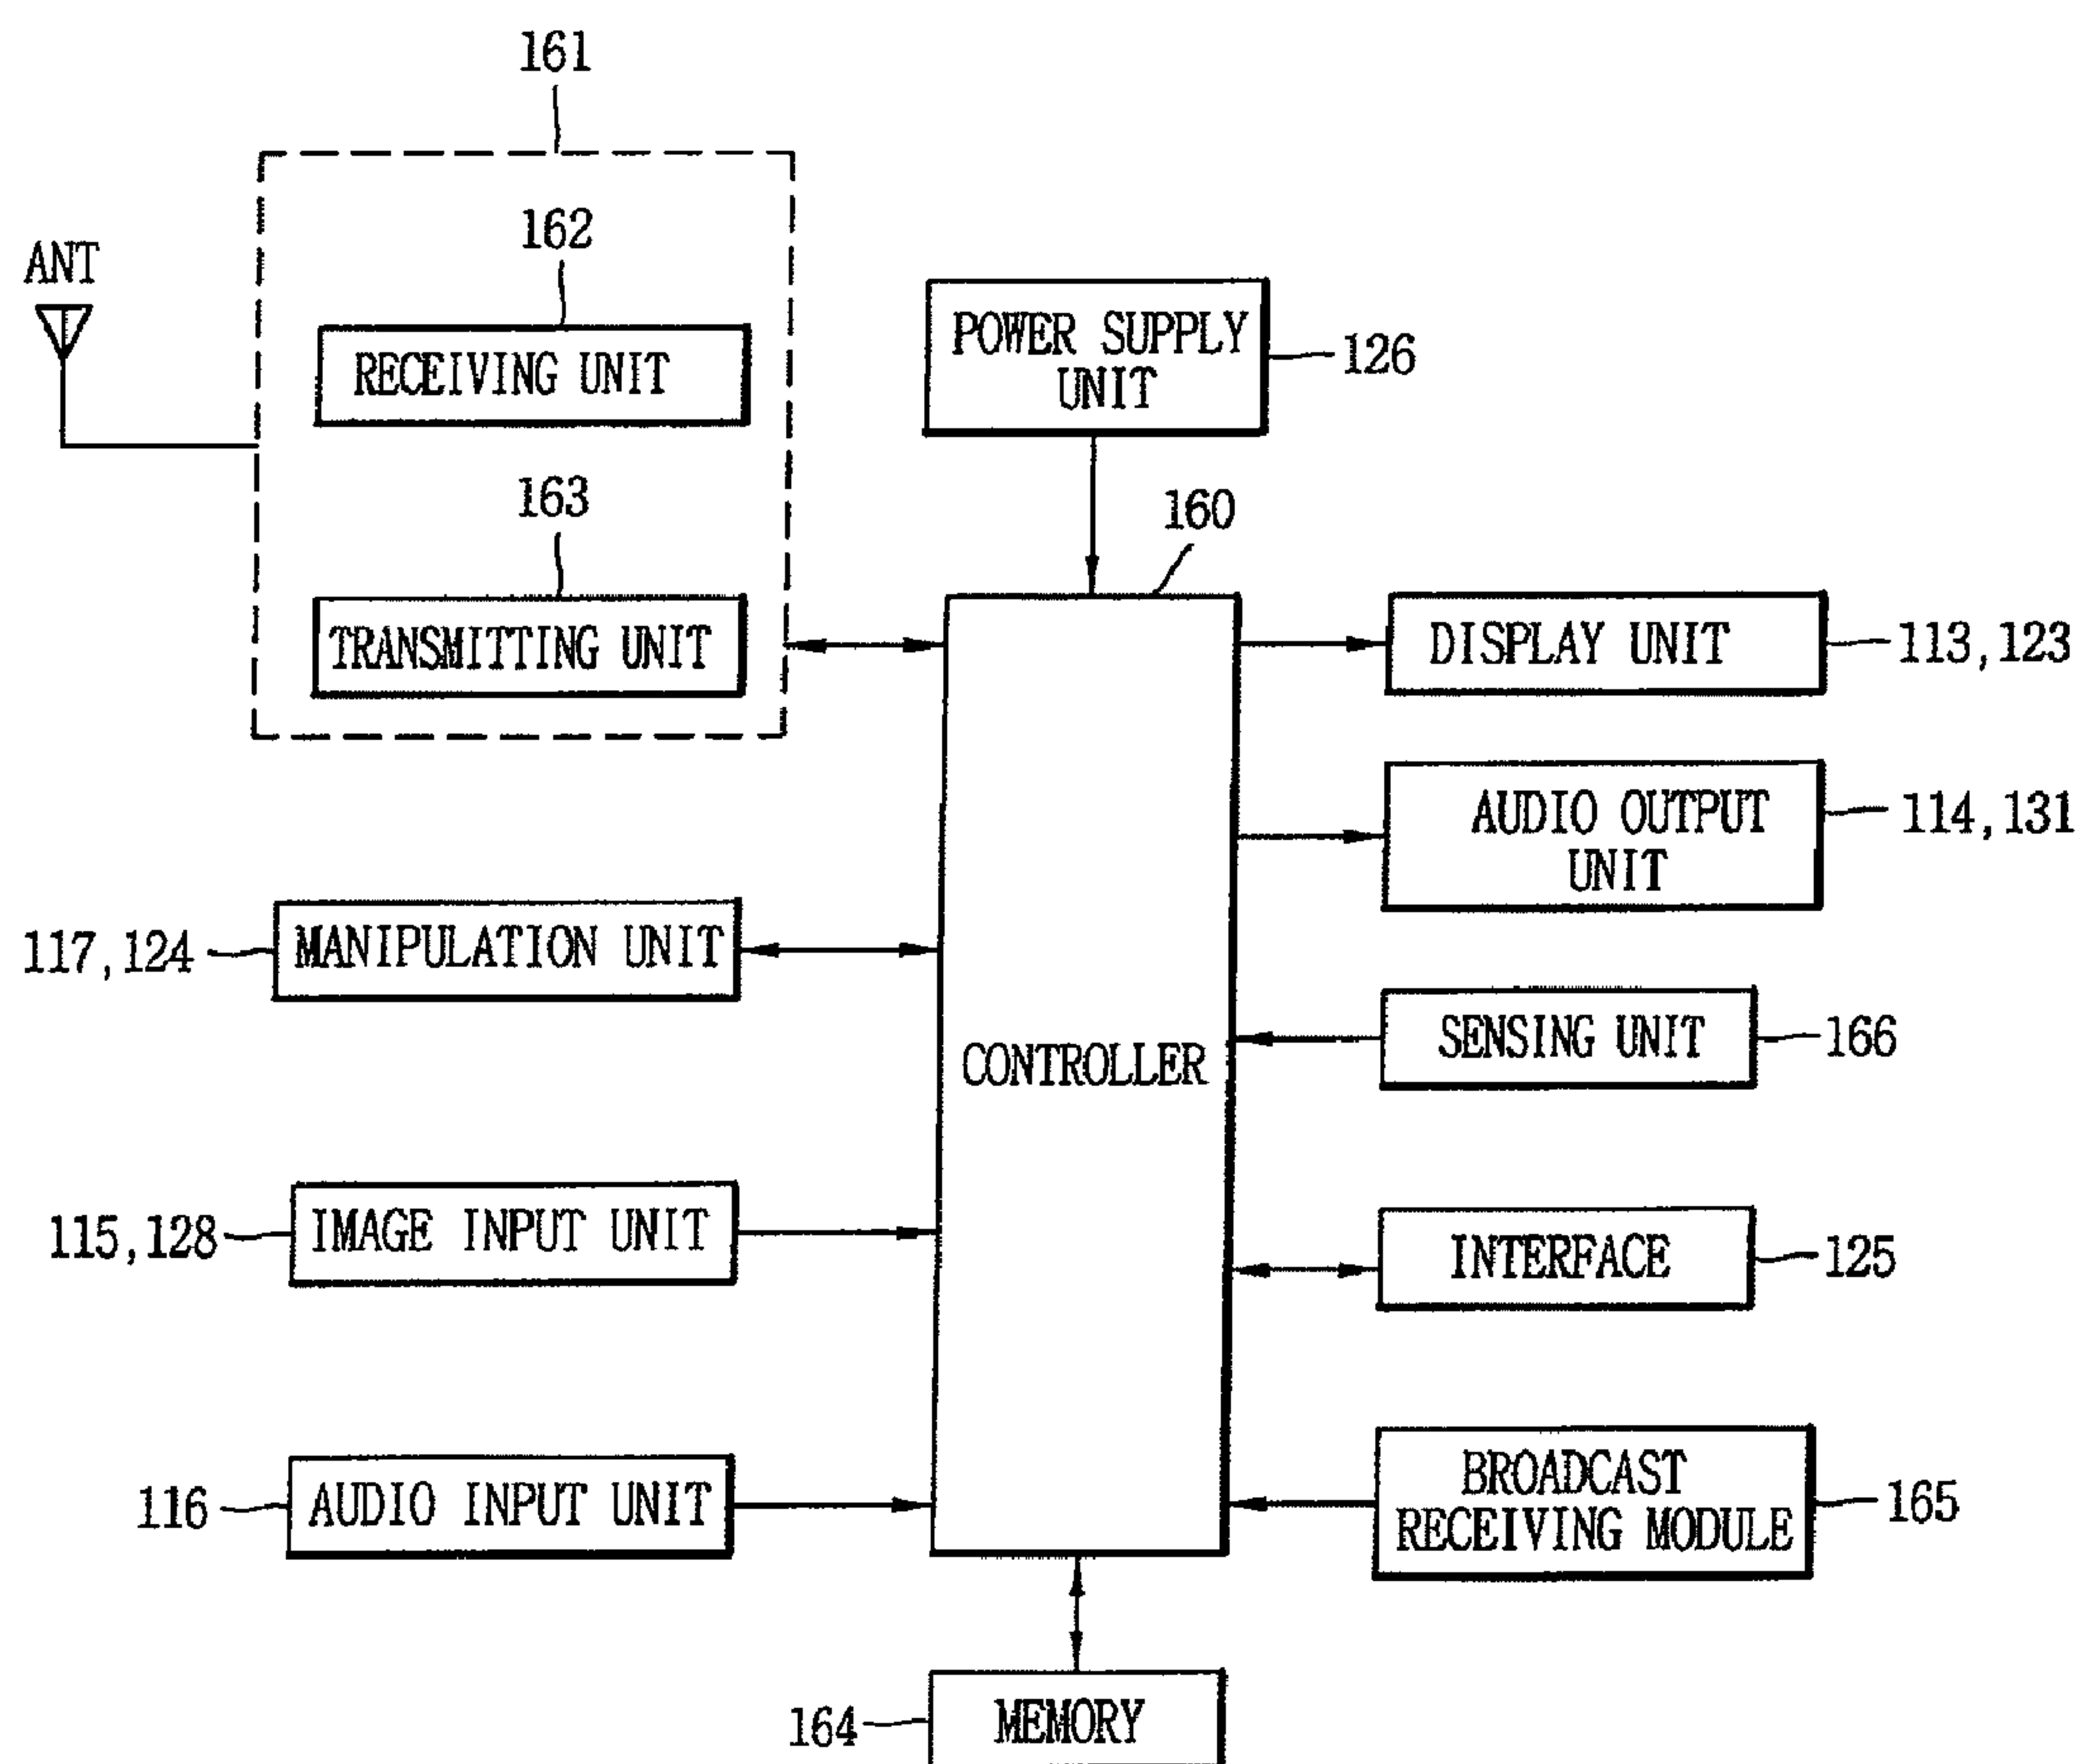 161
162
ANT
RECEIVING UNIT
POWER SUPPLY
UNIT
126
163
160
TRANSMITTING UNIT
DISPLAY UNIT
113,123
AUDIO OUTPUT
UNIT
114,131
117,124
MANIPULATION UNIT
CONTROLLER
SENSING UNIT
166
115,128
IMAGE INPUT UNIT
INTERFACE
125
116
AUDIO INPUT UNIT
BROADCAST
RECEIVING MODULE
165
164
MEMORY